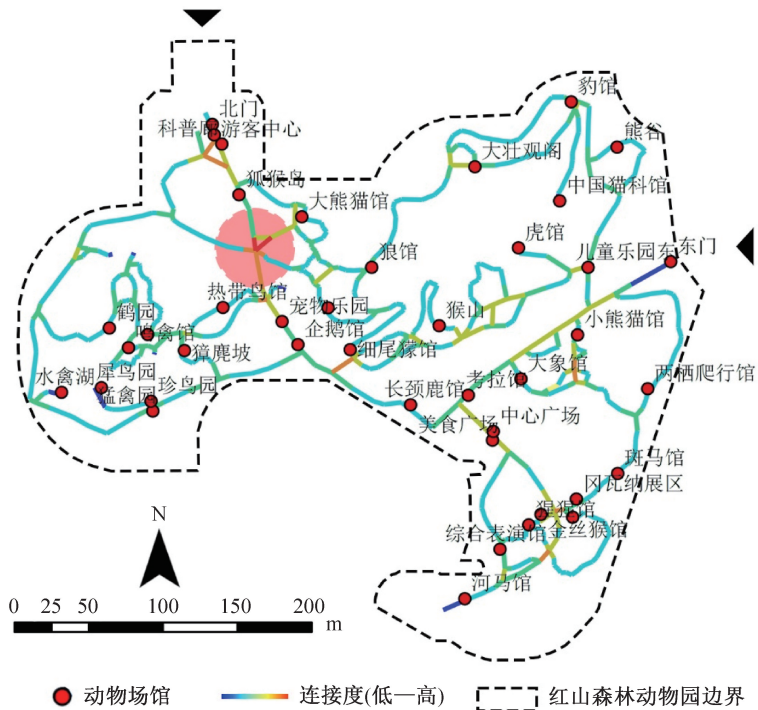 北门
科普
游客中心
豹馆
熊谷
大壮观阁
狐猴岛
大熊猫馆
中国猫科馆
虎馆
狼馆
儿童乐园东
东门
热带鸟馆
宠物乐园
猴山
鹤园
鸣禽馆
企鹅馆
小熊猫馆
獐麂坡
细尾獴馆
水禽湖
犀鸟园
猛禽园
珍鸟园
长颈鹿馆
考拉馆
大象馆
两栖爬行馆
美食广场
中心广场
斑马馆
冈瓦纳展区
猩猩馆
综合表演馆
金丝猴馆
河马馆
N
0 25 50 100 150 200
m
动物场馆
连接度(低—高)
红山森林动物园边界